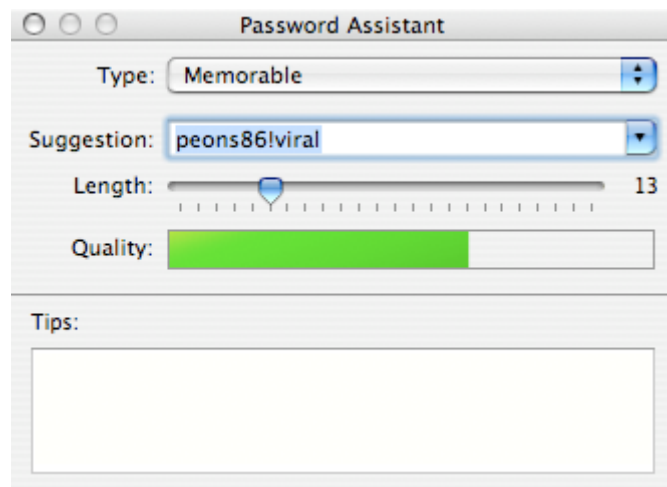 Password Assistant
Type: Memorable
Suggestion: peons86!viral
Length: 13
Quality:
Tips: